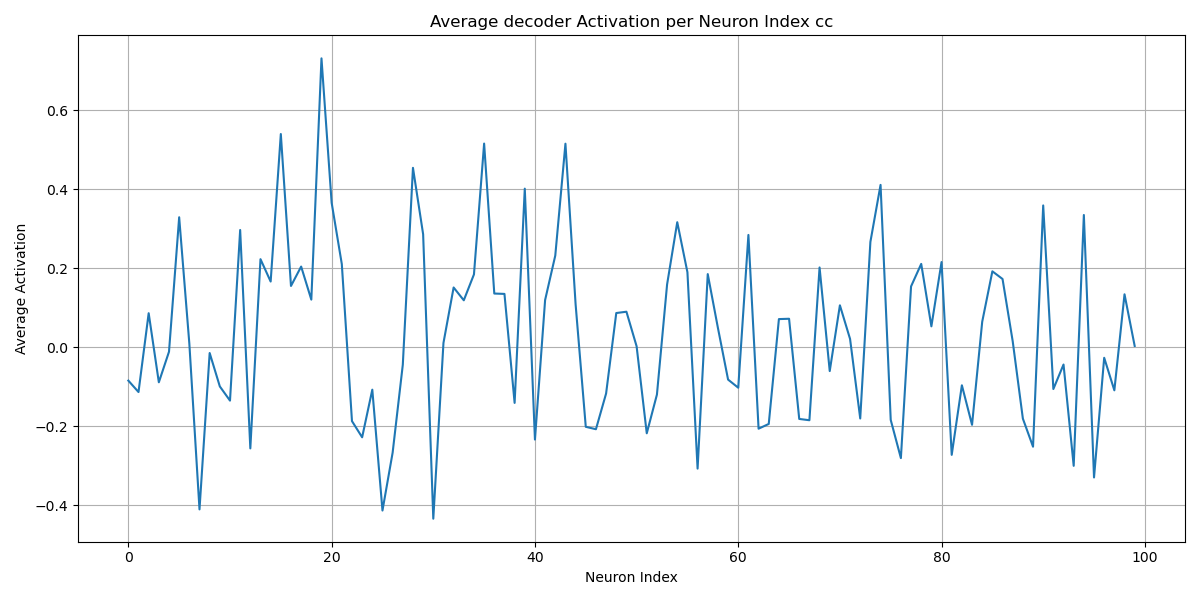 Average decoder Activation per Neuron Index cc
Average Activation
0.6
0.4
0.2
0.0
−0.2
−0.4
0 20 40 60 80 100
Neuron Index